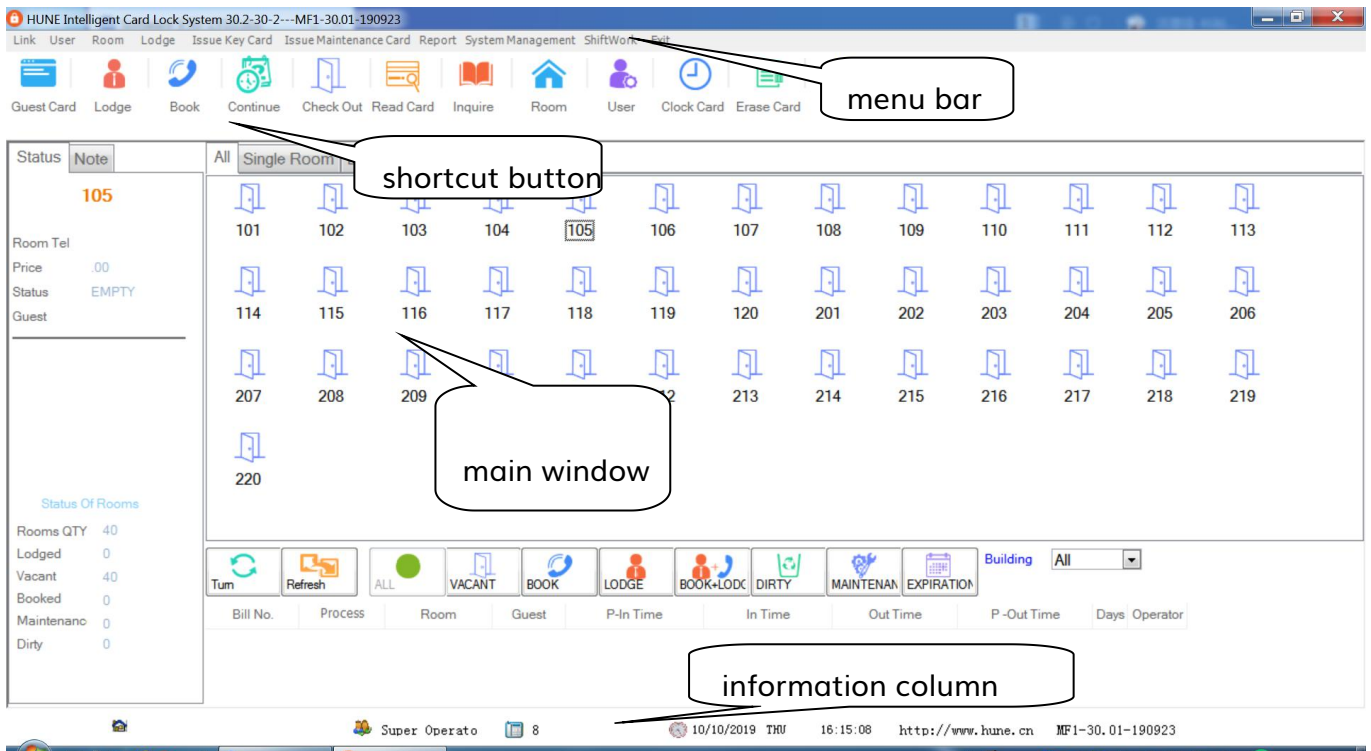 HUNE Intelligent Card Lock System 30.2-30-2---MF1-30.01-190923
Link User Room Lodge Issue Key Card Issue Maintenance Card Report System Management ShiftWork Exit
Guest Card Lodge Book Continue Check Out Read Card Inquire Room User Clock Card Erase Card
menu bar
Status Note
All Single Room
shortcut button
105
Room Tel
Price .00
Status EMPTY
Guest
101 102 103 104 105 106 107 108 109 110 111 112 113
114 115 116 117 118 119 120 201 202 203 204 205 206
207 208 209 213 214 215 216 217 218 219
220
main window
Status Of Rooms
Rooms QTY 40
Lodged 0
Vacant 40
Booked 0
Maintenanc 0
Dirty 0
Turn Refresh ALL VACANT BOOK LODGE BOOK+LODC DIRTY MAINTENAN EXPIRATION
Building All
Bill No. Process Room Guest P-In Time In Time Out Time P -Out Time Days Operator
information column
Super Operato 8 10/10/2019 THU 16:15:08 http://www.hune.cn MF1-30.01-190923